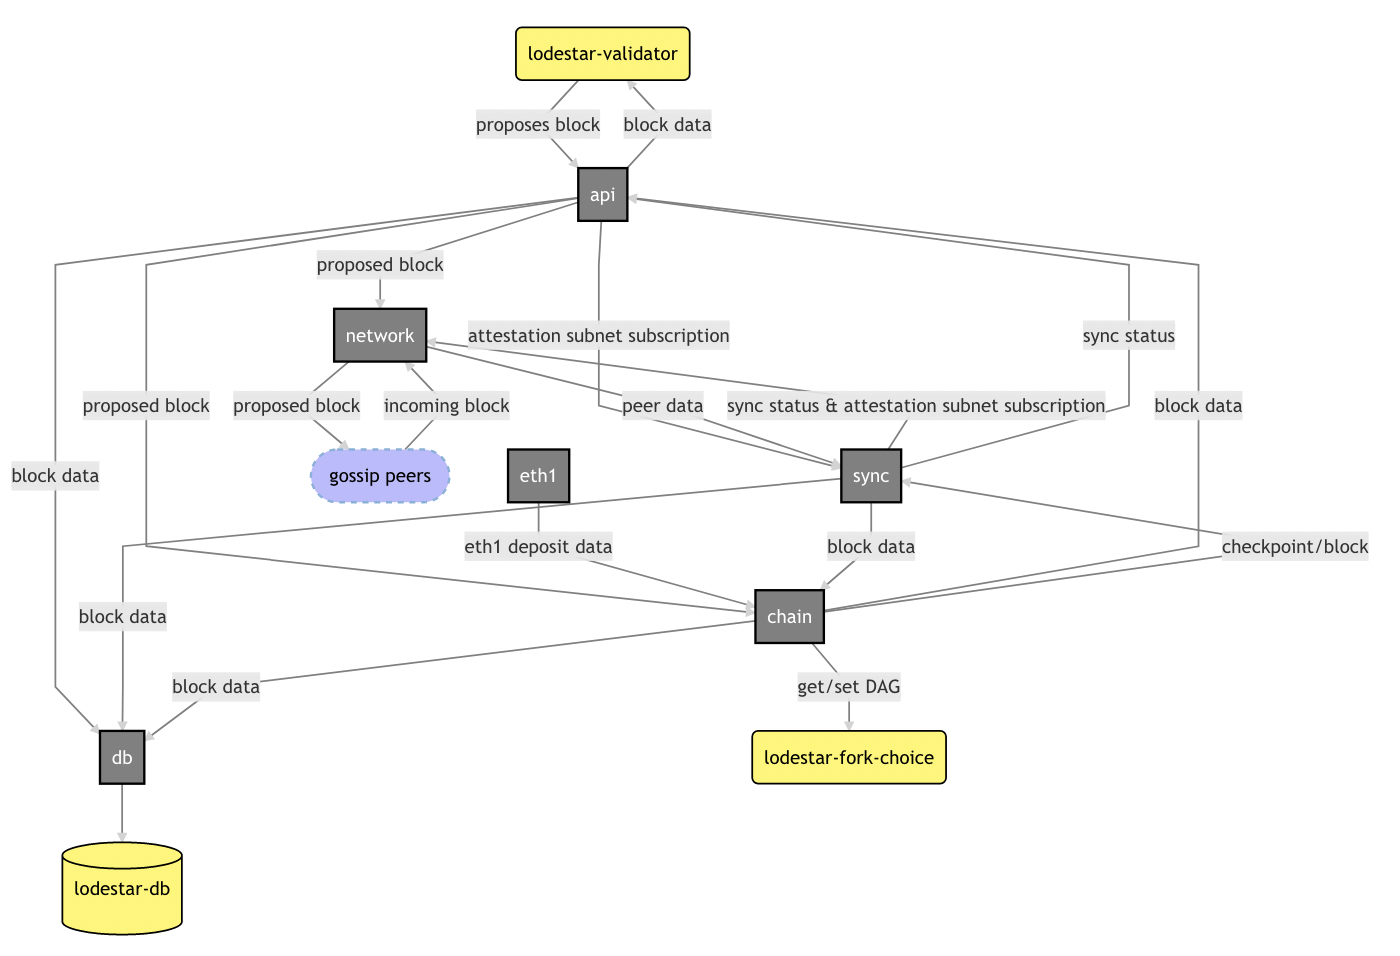 lodestar-validator
proposes block
block data
api
proposed block
network
attestation subnet subscription
sync status
proposed block
proposed block
incoming block
peer data
sync status & attestation subnet subscription
block data
block data
gossip peers
eth1
sync
eth1 deposit data
block data
checkpoint/block
block data
chain
block data
get/set DAG
db
lodestar-fork-choice
lodestar-db